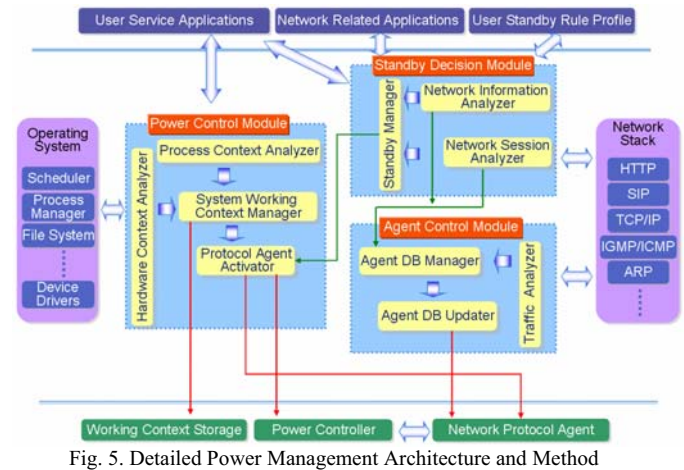 User Service Applications
Network Related Applications
User Standby Rule Profile
Standby Decision Module
Standby Manager
Network Information
Analyzer
Network Session
Analyzer
Power Control Module
Hardware Context Analyzer
Process Context Analyzer
System Working
Context Manager
Protocol Agent
Activator
Operating
System
Scheduler
Process
Manager
File System
Device
Drivers
Network
Stack
HTTP
SIP
TCP/IP
IGMP/ICMP
ARP
Agent Control Module
Agent DB Manager
Agent DB Updater
Traffic Analyzer
Working Context Storage
Power Controller
Network Protocol Agent
Fig. 5. Detailed Power Management Architecture and Method